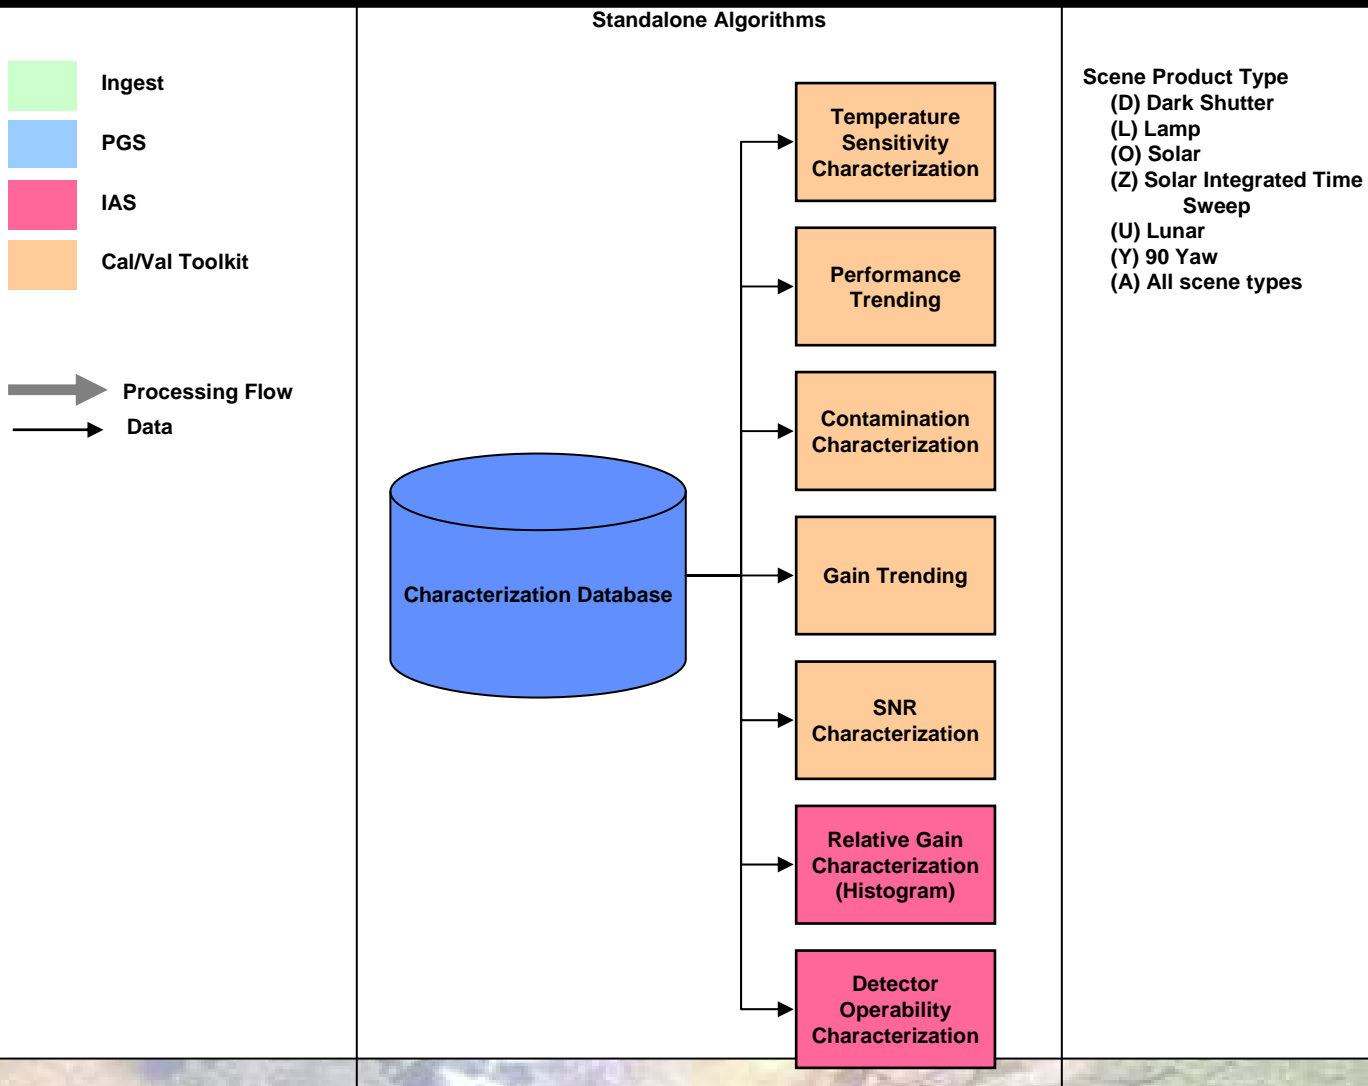 Standalone Algorithms
Ingest
PGS
IAS
Cal/Val Toolkit
Processing Flow
Data
Characterization Database
Temperature
Sensitivity
Characterization
Performance
Trending
Contamination
Characterization
Gain Trending
SNR
Characterization
Relative Gain
Characterization
(Histogram)
Detector
Operability
Characterization
Scene Product Type
(D) Dark Shutter
(L) Lamp
(O) Solar
(Z) Solar Integrated Time
Sweep
(U) Lunar
(Y) 90 Yaw
(A) All scene types